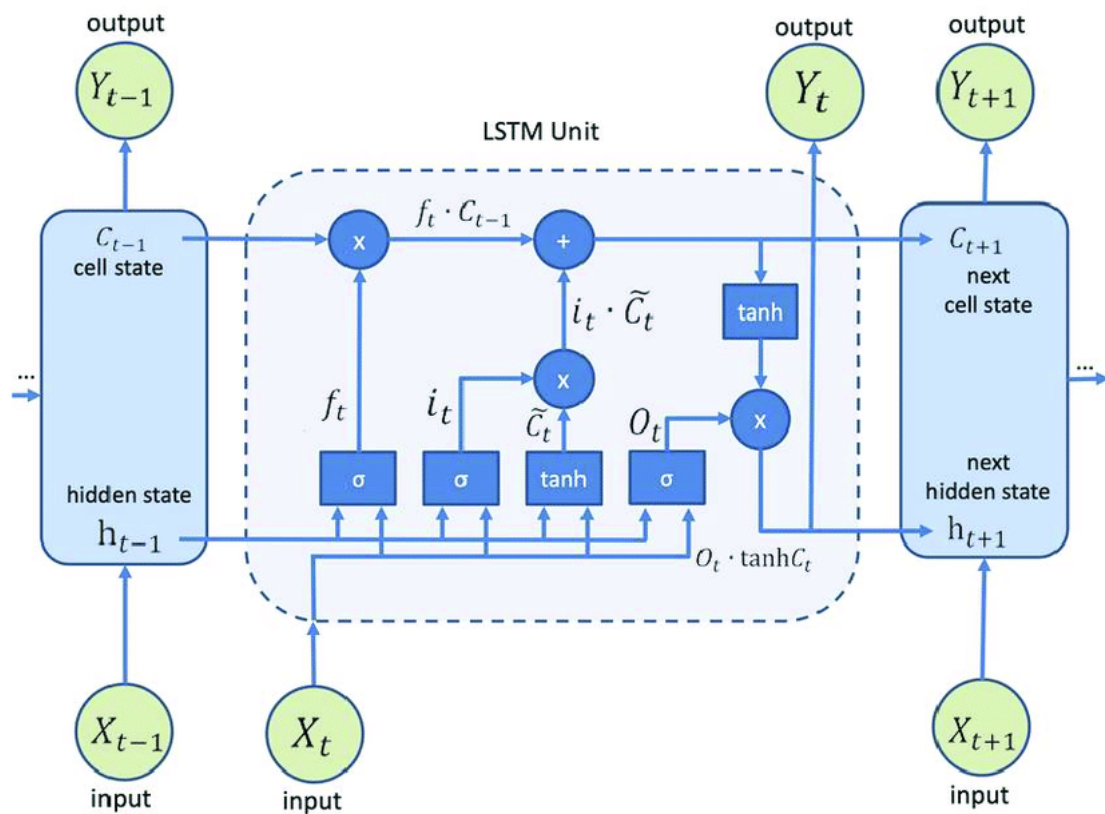 output
output
output
Y_{t-1}
Y_t
Y_{t+1}
LSTM Unit
C_{t-1}
cell state
x
f_t · C_{t-1}
+
C_{t+1}
next
cell state
tanh
i_t · C̃_t
x
x
f_t
i_t
C̃_t
O_t
σ
σ
tanh
σ
...
...
hidden state
h_{t-1}
next
hidden state
h_{t+1}
O_t · tanhC_t
X_{t-1}
X_t
X_{t+1}
input
input
input